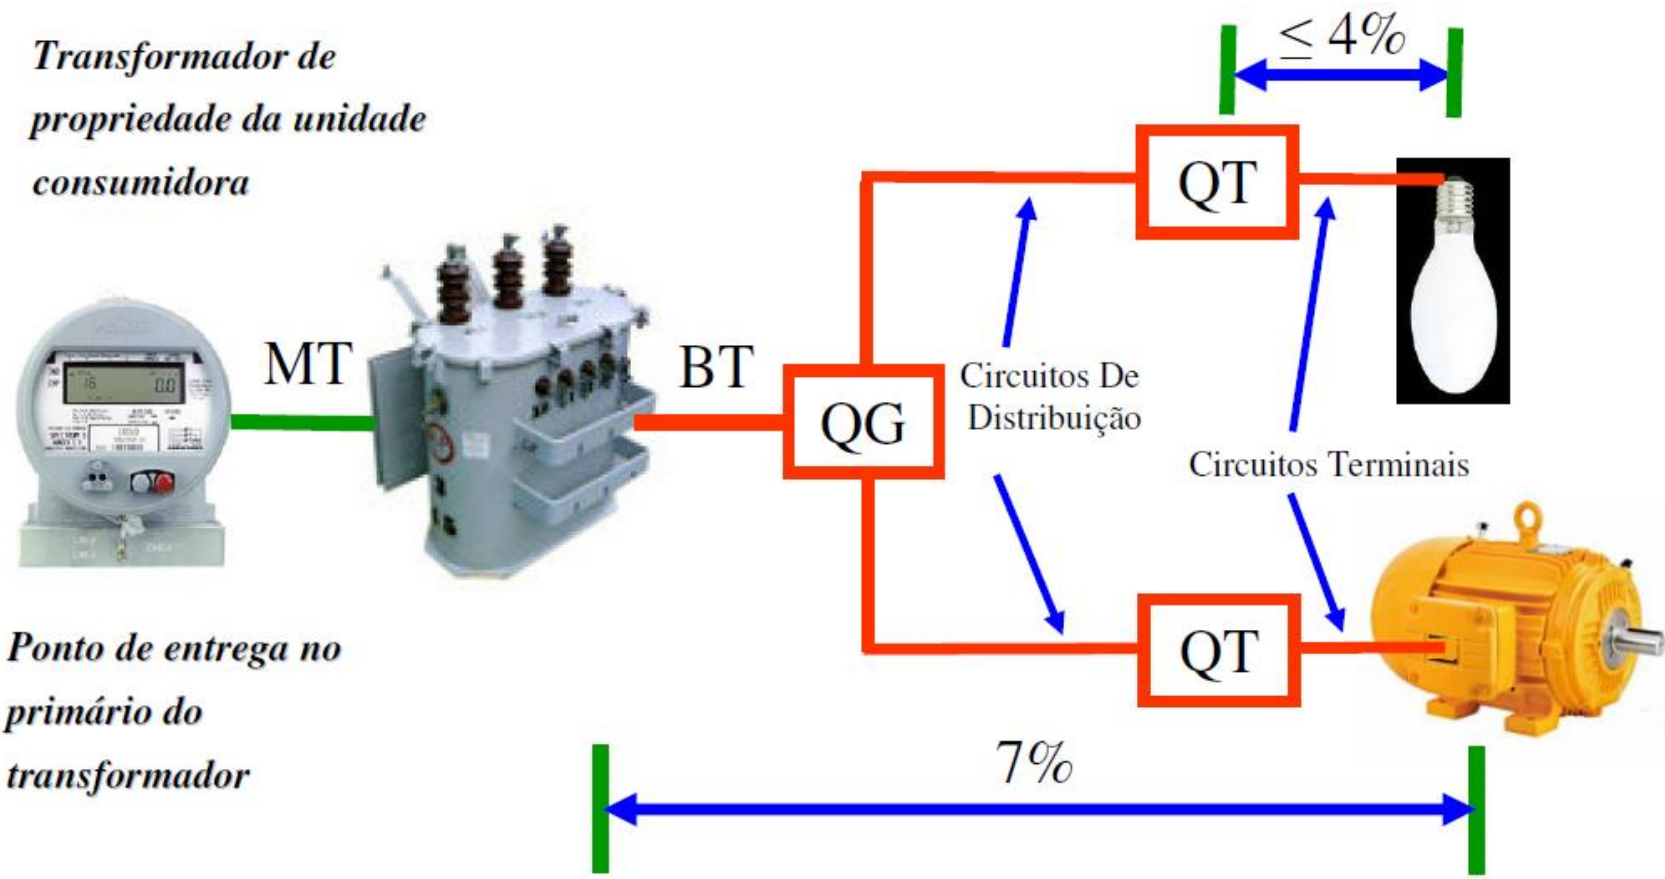 Transformador de
propriedade da unidade
consumidora
≤ 4%
QT
MT
BT
QG
Circuitos De
Distribuição
Circuitos Terminais
QT
Ponto de entrega no
primário do
transformador
7%